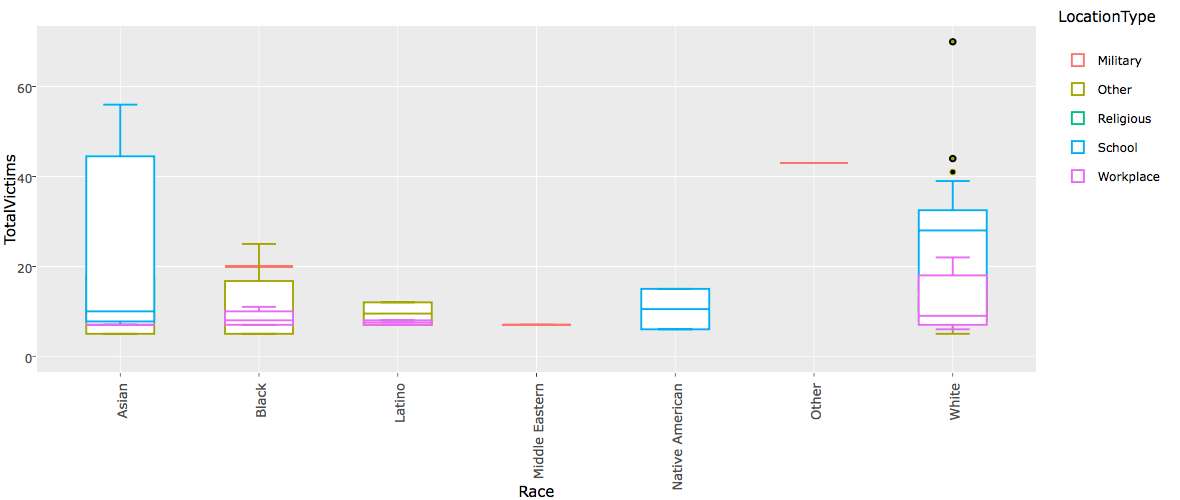 LocationType
Military
Other
Religious
School
Workplace
TotalVictims
60
40
20
0
Asian
Black
Latino
Middle Eastern
Native American
Other
White
Race